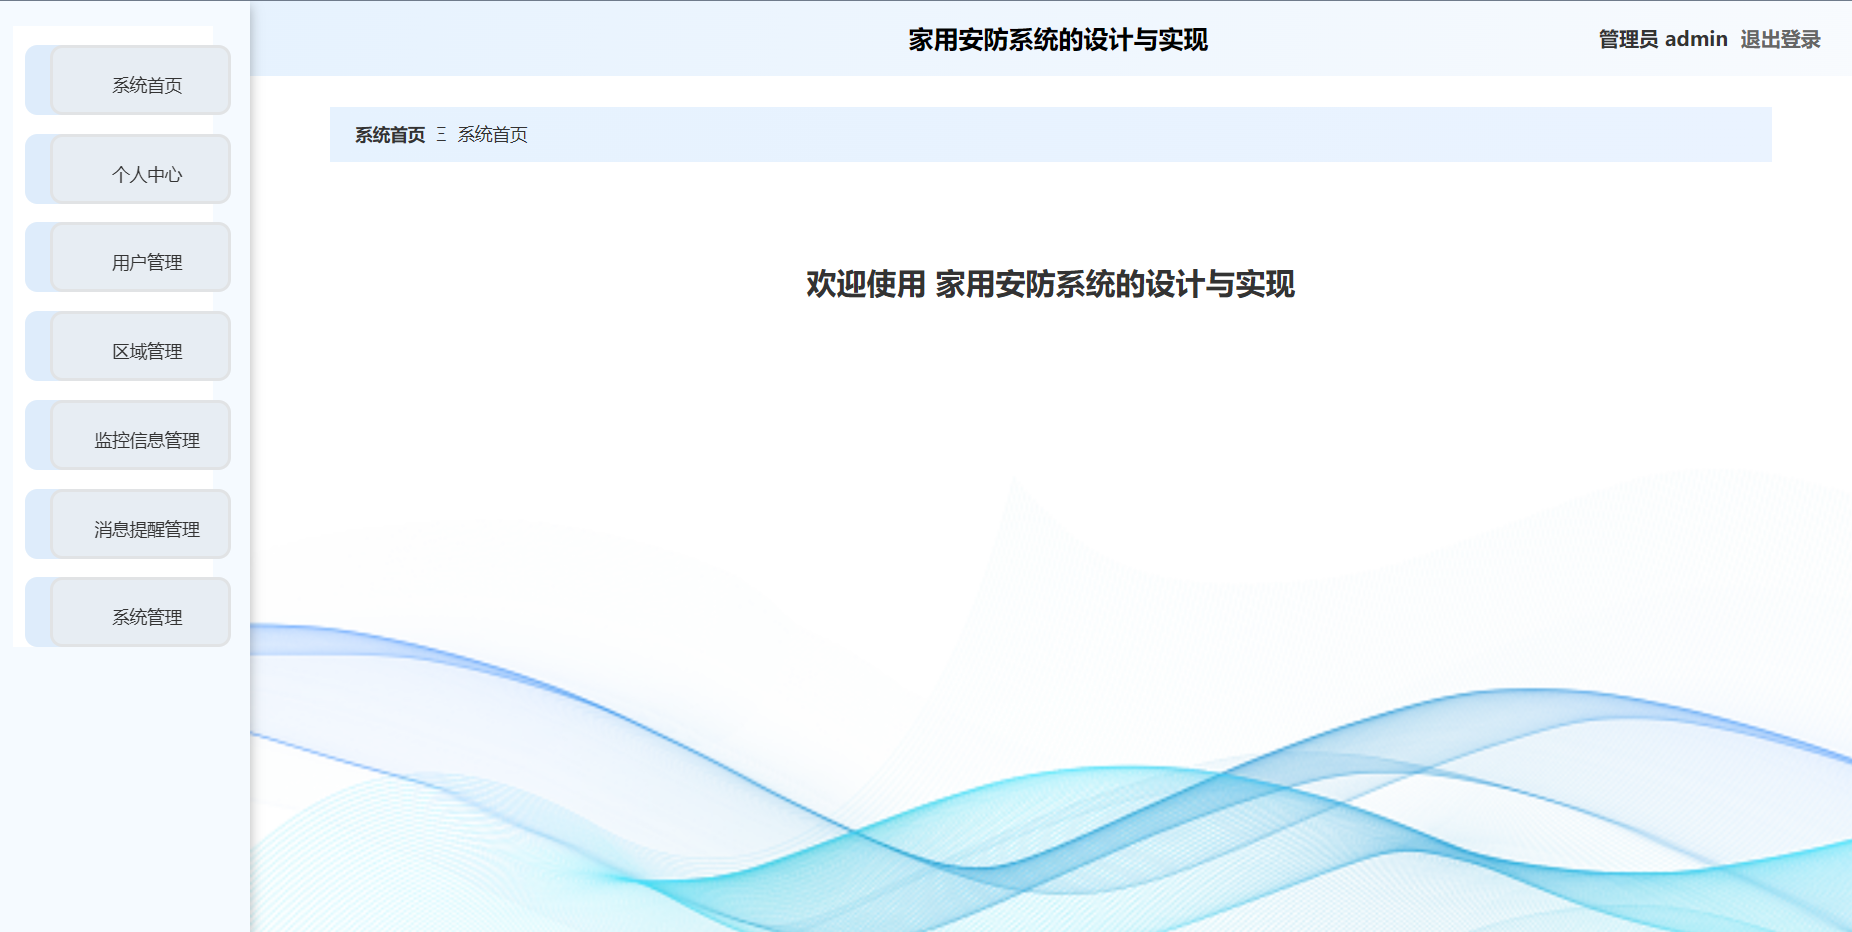 家用安防系统的设计与实现
管理员 admin 退出登录
系统首页
个人中心
用户管理
区域管理
监控信息管理
消息提醒管理
系统管理
系统首页 Ξ 系统首页
欢迎使用 家用安防系统的设计与实现